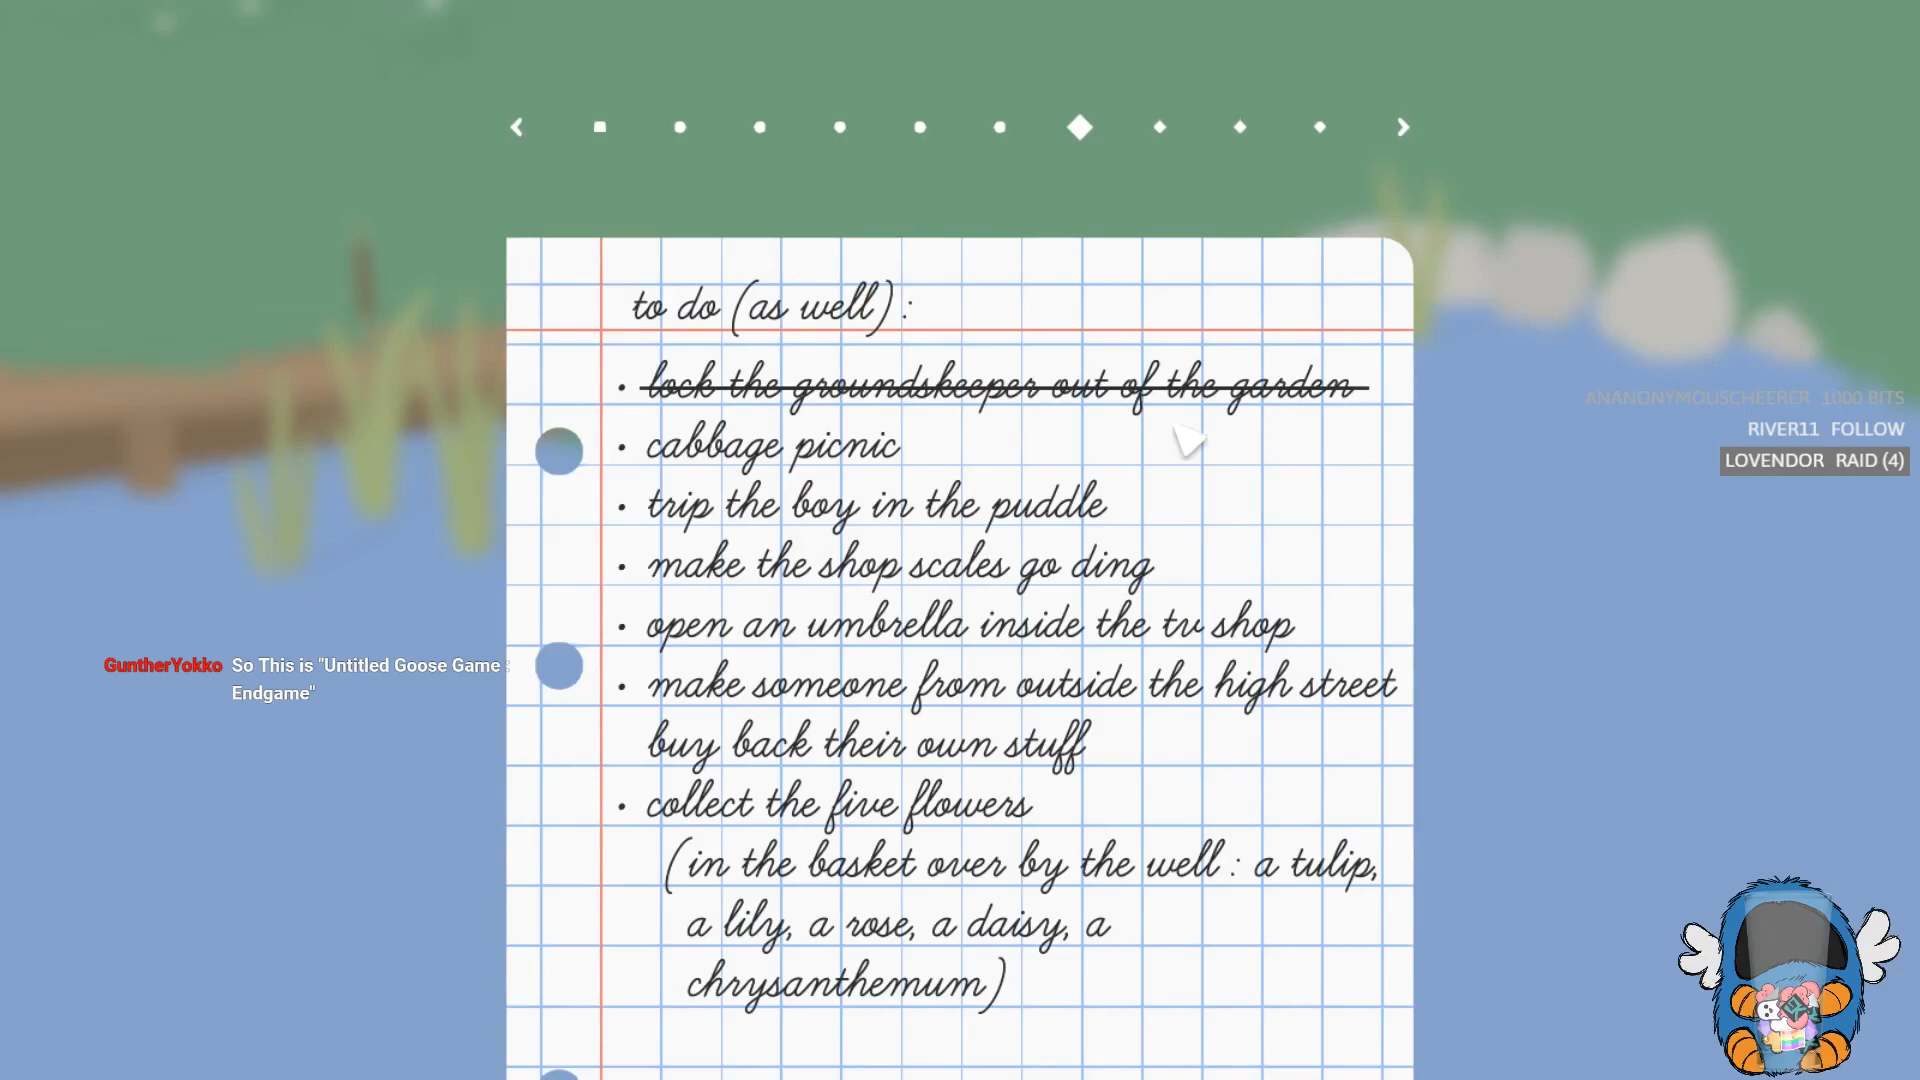 to do (as well) :
• lock the groundskeeper out of the garden
• cabbage picnic
• trip the boy in the puddle
• make the shop scales go ding
• open an umbrella inside the tv shop
• make someone from outside the high street
buy back their own stuff
• collect the five flowers
(in the basket over by the well : a tulip,
a lily, a rose, a daisy, a
chrysanthemum)
ANANONYMOUSCHEERER 1000 BITS
RIVER11 FOLLOW
LOVENDOR RAID (4)
GuntherYokko So This is "Untitled Goose Game :
Endgame"